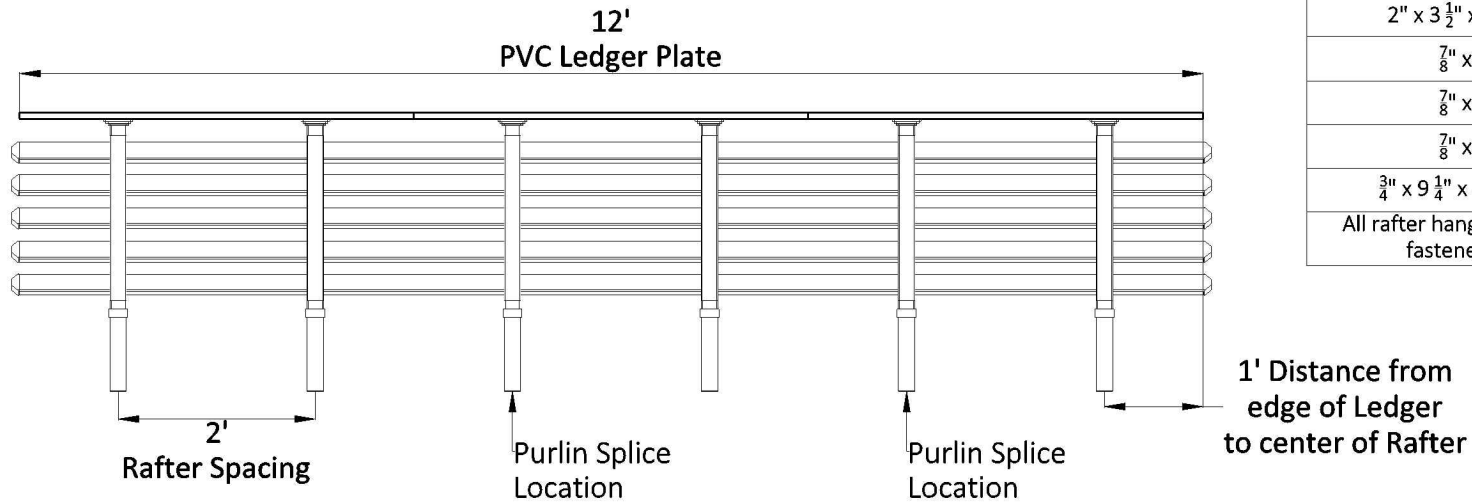 12'
PVC Ledger Plate
2" x 3 1/2" x
7/8" x
7/8" x
7/8" x
3/4" x 9 1/4" x
All rafter hang
fastene
2'
Rafter Spacing
Purlin Splice
Location
Purlin Splice
Location
1' Distance from
edge of Ledger
to center of Rafter